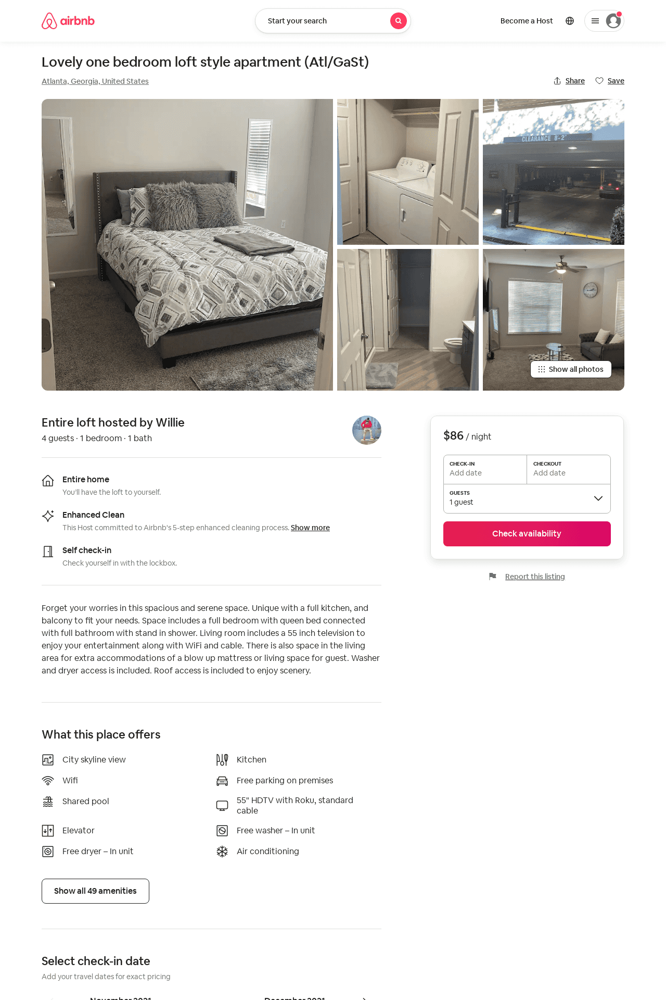 airbnb
Start your search
Become a Host
Lovely one bedroom loft style apartment (Atl/GaSt)
Atlanta, Georgia, United States
Share
Save
CLEARANCE 8-2"
Show all photos
Entire loft hosted by Willie
4 guests · 1 bedroom · 1 bath
Entire home
You'll have the loft to yourself.
Enhanced Clean
This Host committed to Airbnb's 5-step enhanced cleaning process. Show more
Self check-in
Check yourself in with the lockbox.
$86 / night
CHECK-IN
Add date
CHECKOUT
Add date
GUESTS
1 guest
Check availability
Report this listing
Forget your worries in this spacious and serene space. Unique with a full kitchen, and
balcony to fit your needs. Space includes a full bedroom with queen bed connected
with full bathroom with stand in shower. Living room includes a 55 inch television to
enjoy your entertainment along with WiFi and cable. There is also space in the living
area for extra accommodations of a blow up mattress or living space for guest. Washer
and dryer access is included. Roof access is included to enjoy scenery.
What this place offers
City skyline view
Kitchen
Wifi
Free parking on premises
Shared pool
55" HDTV with Roku, standard
cable
Elevator
Free washer – In unit
Free dryer – In unit
Air conditioning
Show all 49 amenities
Select check-in date
Add your travel dates for exact pricing
November 2021
December 2021